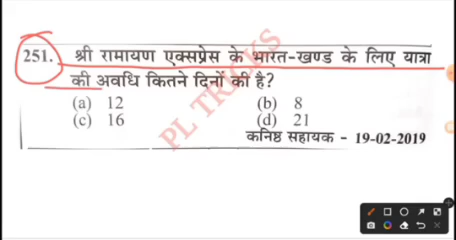 251. श्री रामायण एक्सप्रेस के भारत-खण्ड के लिए यात्रा
की अवधि कितने दिनों की है?
(a) 12 (b) 8
(c) 16 (d) 21
कनिष्ठ सहायक - 19-02-2019
PL TRICKS